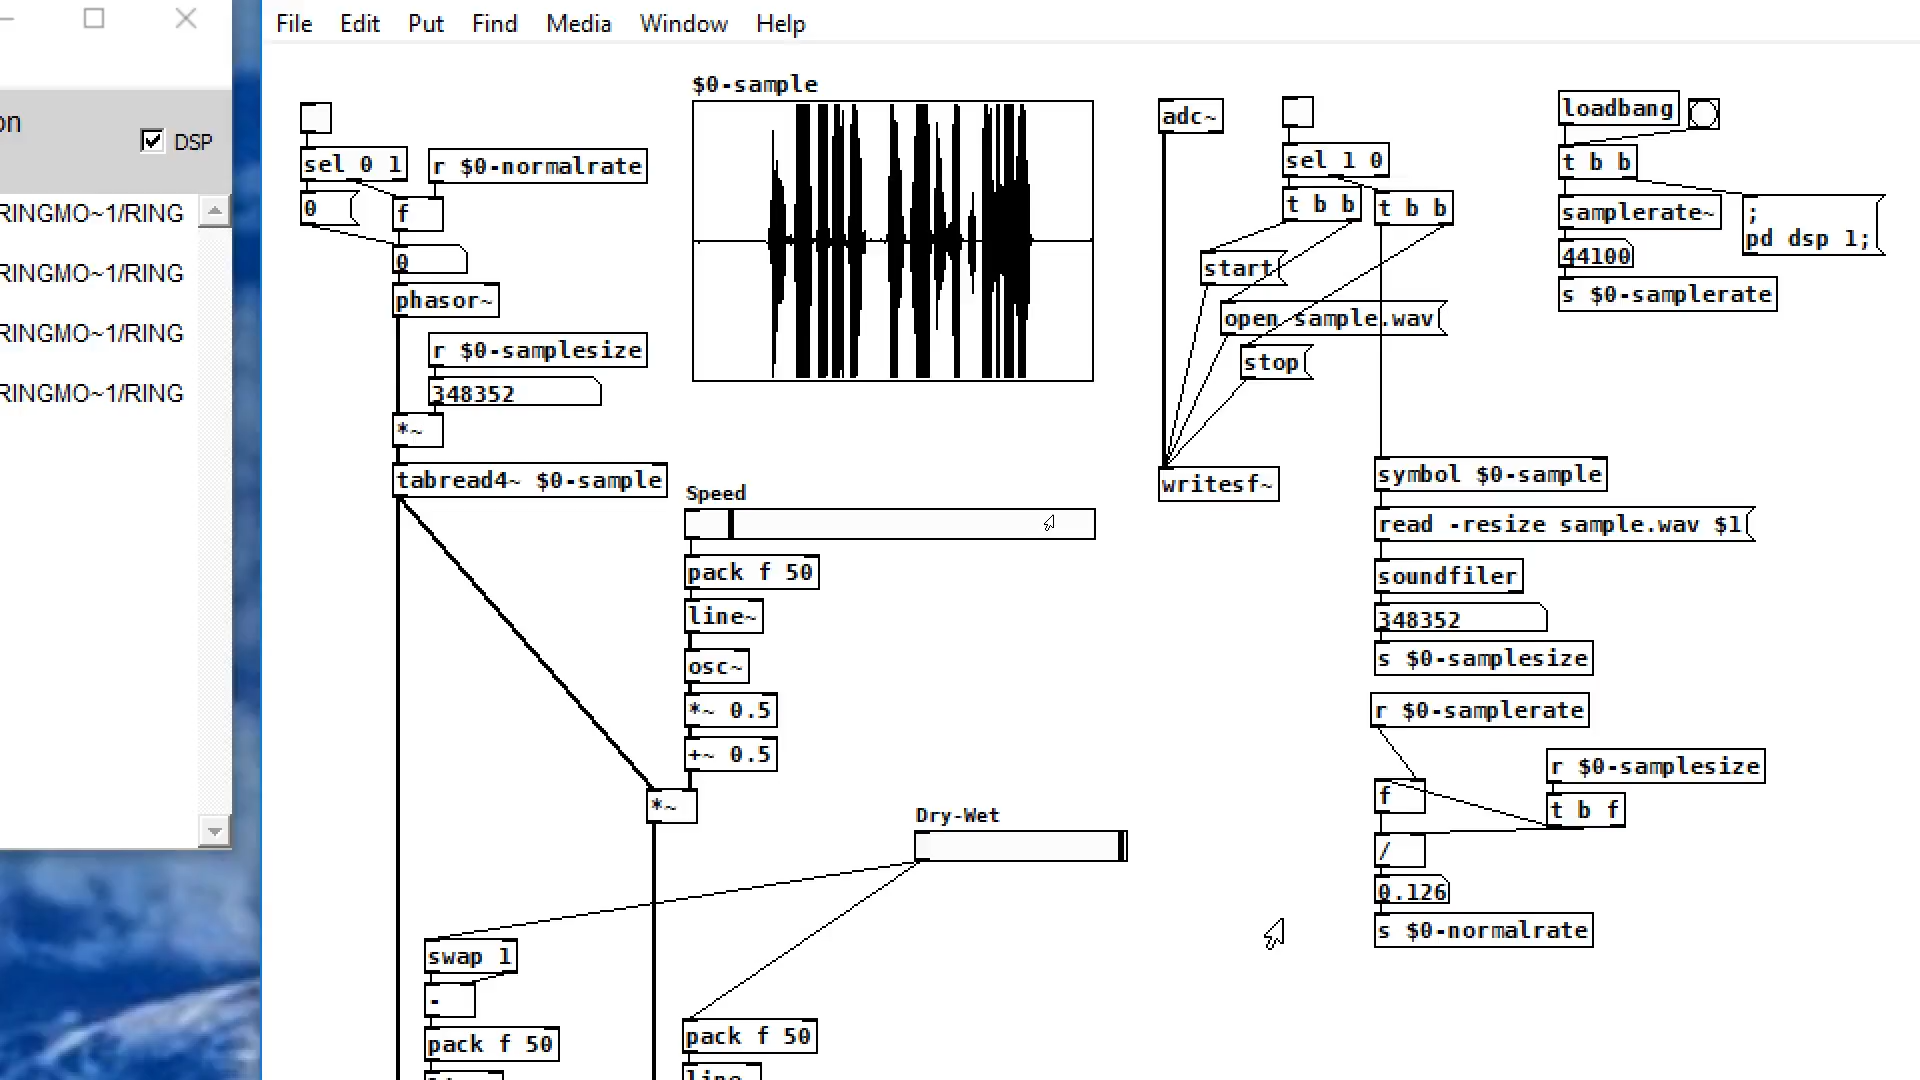 File Edit Put Find Media Window Help
on
DSP
RINGMO~1/RING
RINGMO~1/RING
RINGMO~1/RING
RINGMO~1/RING
sel 0 1
r $0-normalrate
0
f
0
phasor~
r $0-samplesize
348352
*~
tabread4~ $0-sample
$0-sample
Speed
pack f 50
line~
osc~
*~ 0.5
+~ 0.5
*~
Dry-Wet
swap 1
-
pack f 50
pack f 50
line~
adc~
sel 1 0
t b b
t b b
start
open sample.wav
stop
writesf~
symbol $0-sample
read -resize sample.wav $1
soundfiler
348352
s $0-samplesize
r $0-samplerate
r $0-samplesize
f
t b f
/
0.126
s $0-normalrate
loadbang
t b b
samplerate~
;
pd dsp 1;
44100
s $0-samplerate